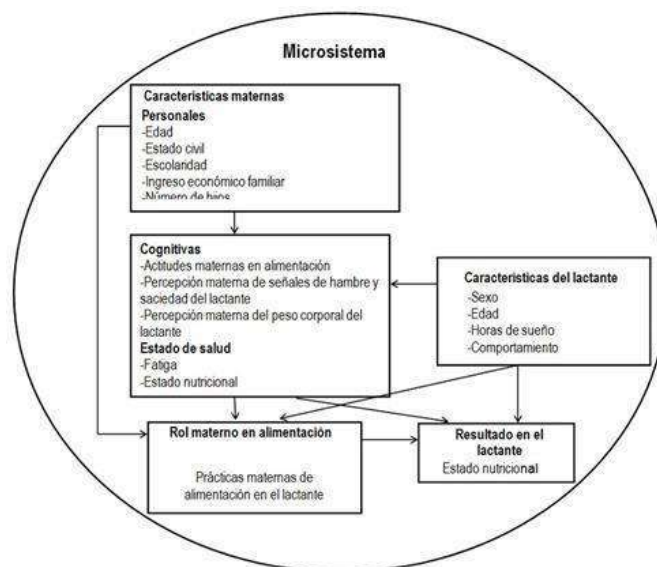 Microsistema
Características maternas
Personales
-Edad
-Estado civil
-Escolaridad
-Ingreso económico familiar
-Número de hijos
Cognitivas
-Actitudes maternas en alimentación
-Percepción materna de señales de hambre y
saciedad del lactante
-Percepción materna del peso corporal del
lactante
Estado de salud
-Fatiga
-Estado nutricional
Características del lactante
-Sexo
-Edad
-Horas de sueño
-Comportamiento
Rol materno en alimentación
Prácticas maternas de
alimentación en el lactante
Resultado en el
lactante
Estado nutricional